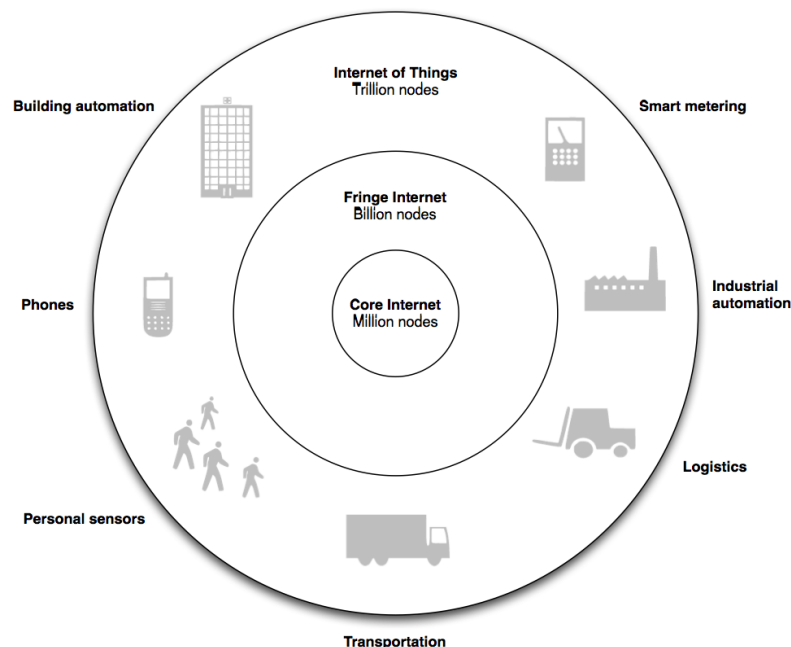 Internet of Things
Trillion nodes
Building automation
Smart metering
Fringe Internet
Billion nodes
Phones
Core Internet
Million nodes
Industrial
automation
Logistics
Personal sensors
Transportation